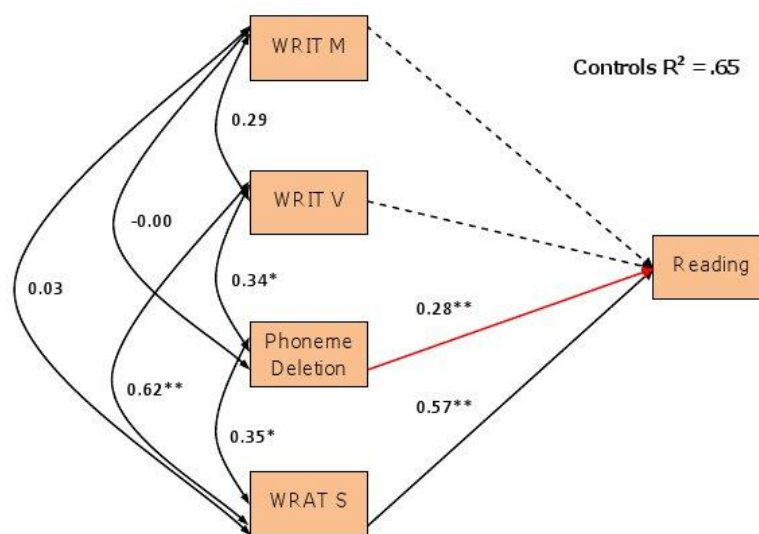 WRIT M
Controls R² = .65
0.29
WRIT V
-0.00
Reading
0.03
0.34*
0.28**
Phoneme
Deletion
0.62**
0.57**
0.35*
WRAT S